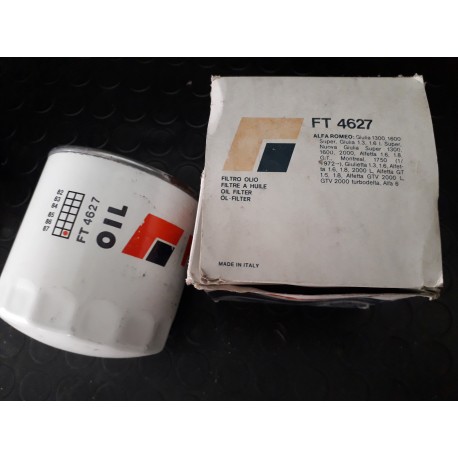 FT 4627
ALFA ROMEO: Giulia 1300, 1600
Super, Giulia 1.3, 1.6 l. Super,
Nuova Giulia Super 1300,
1600, 2000, Alfetta 1.6, 1.8,
G.T., Montreal, 1750 (1/
1972→), Giulietta 1.3, 1.6, Alfet-
ta 1.6, 1.8, 2000 L, Alfetta GT
1.5, 1.8, Alfetta GTV 2000 L,
GTV 2000 turbodelta, Alfa 6
FILTRO OLIO
FILTRE A HUILE
OIL FILTER
ÖL-FILTER
MADE IN ITALY
FT 4627
OIL